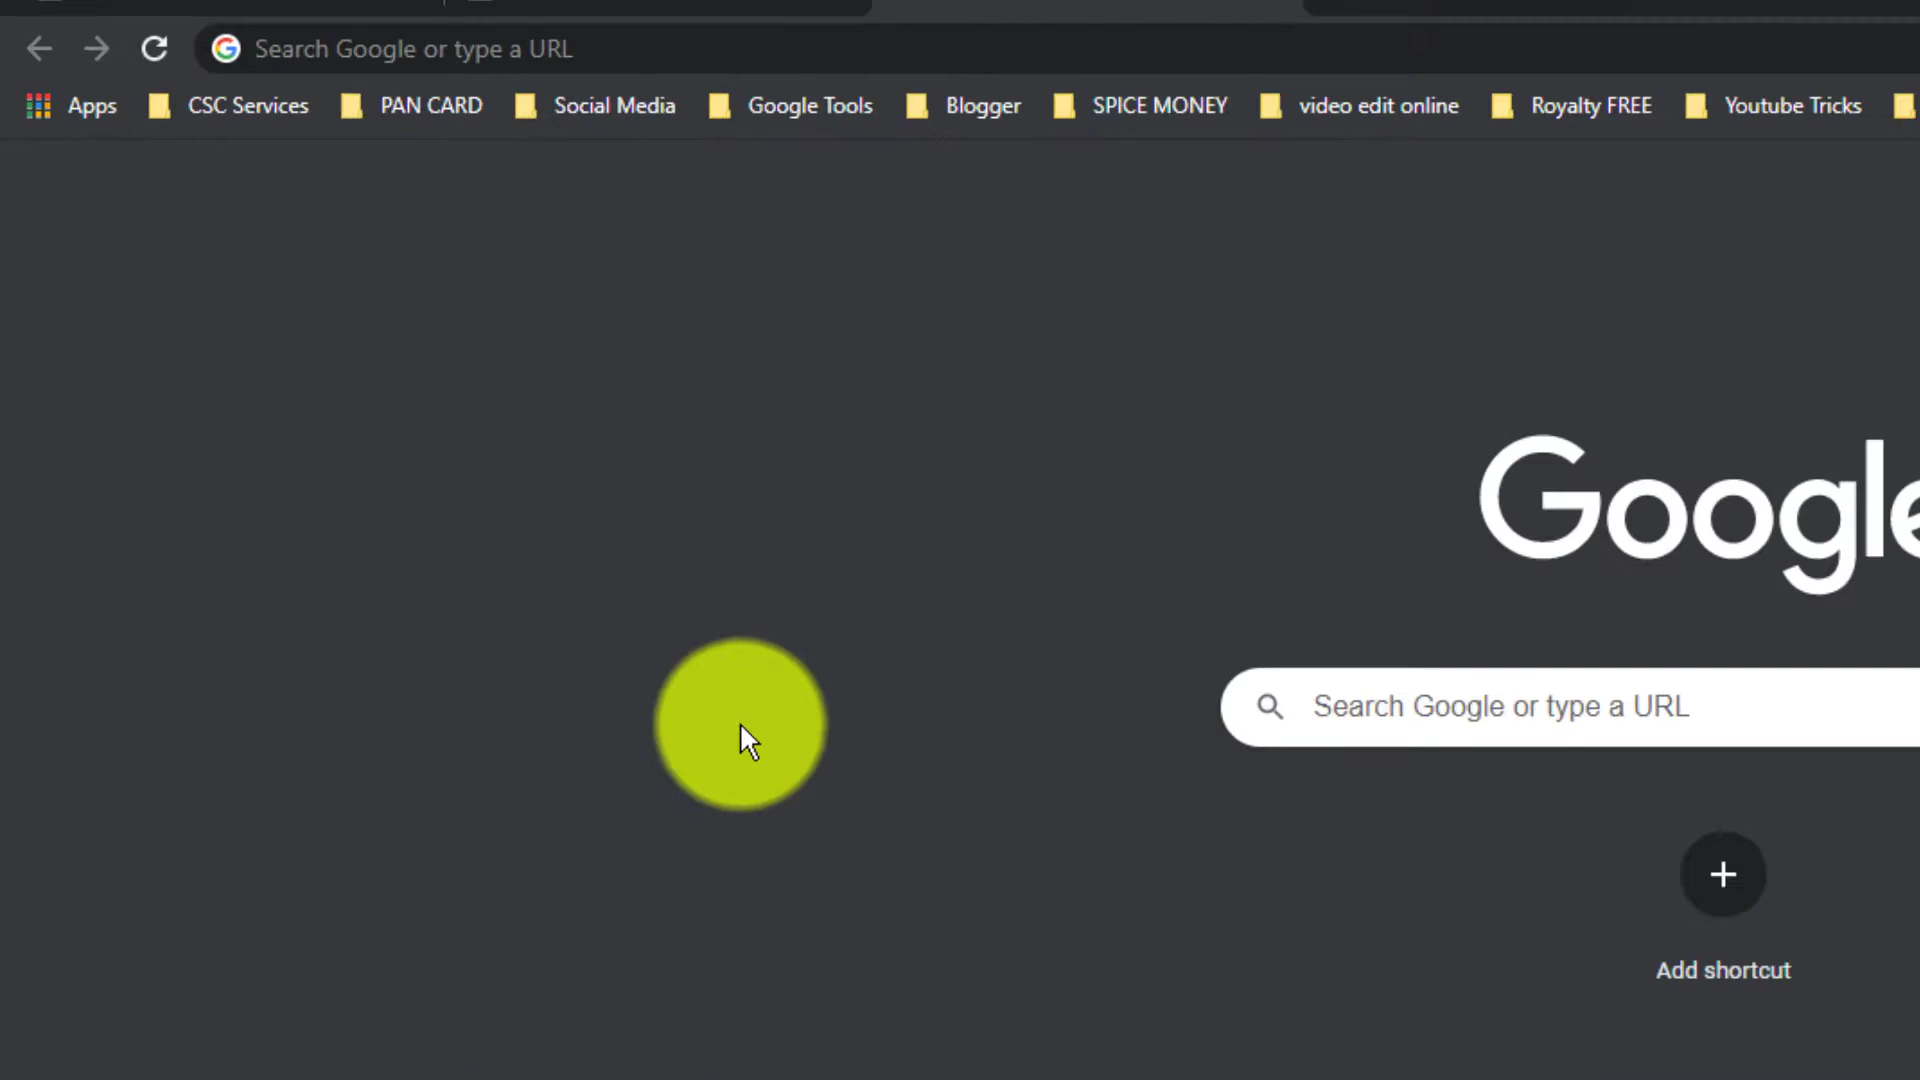 Search Google or type a URL
Apps CSC Services PAN CARD Social Media Google Tools Blogger SPICE MONEY video edit online Royalty FREE Youtube Tricks
Google
Search Google or type a URL
Add shortcut